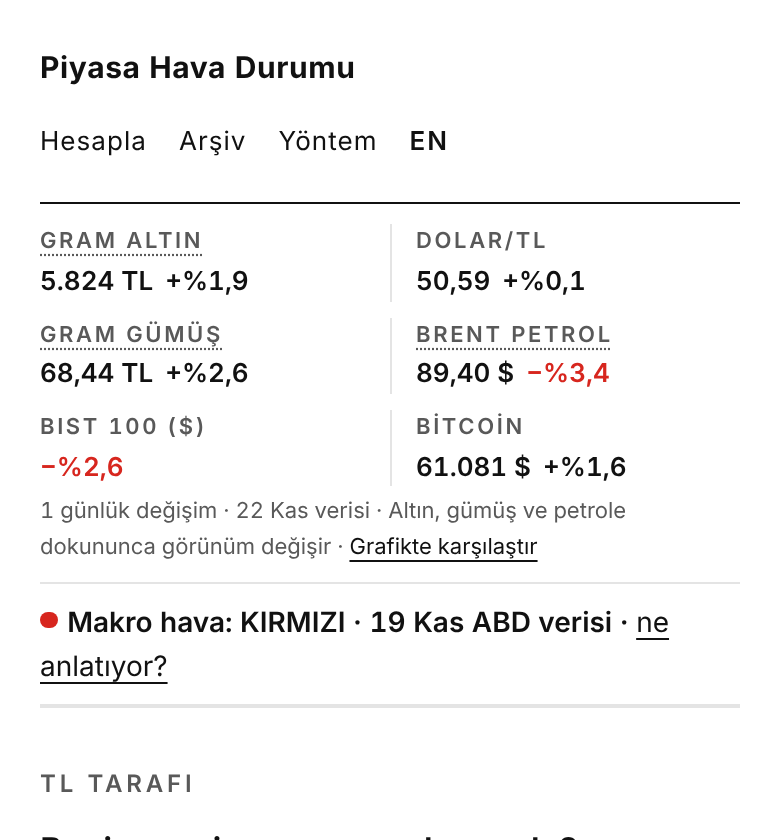 Piyasa Hava Durumu
Hesapla Arşiv Yöntem EN
GRAM ALTIN
5.824 TL +%1,9
DOLAR/TL
50,59 +%0,1
GRAM GÜMÜŞ
68,44 TL +%2,6
BRENT PETROL
89,40 $ −%3,4
BIST 100 ($)
−%2,6
BİTCOİN
61.081 $ +%1,6
1 günlük değişim · 22 Kas verisi · Altın, gümüş ve petrole
dokununca görünüm değişir · Grafikte karşılaştır
Makro hava: KIRMIZI · 19 Kas ABD verisi · ne
anlatıyor?
TL TARAFI